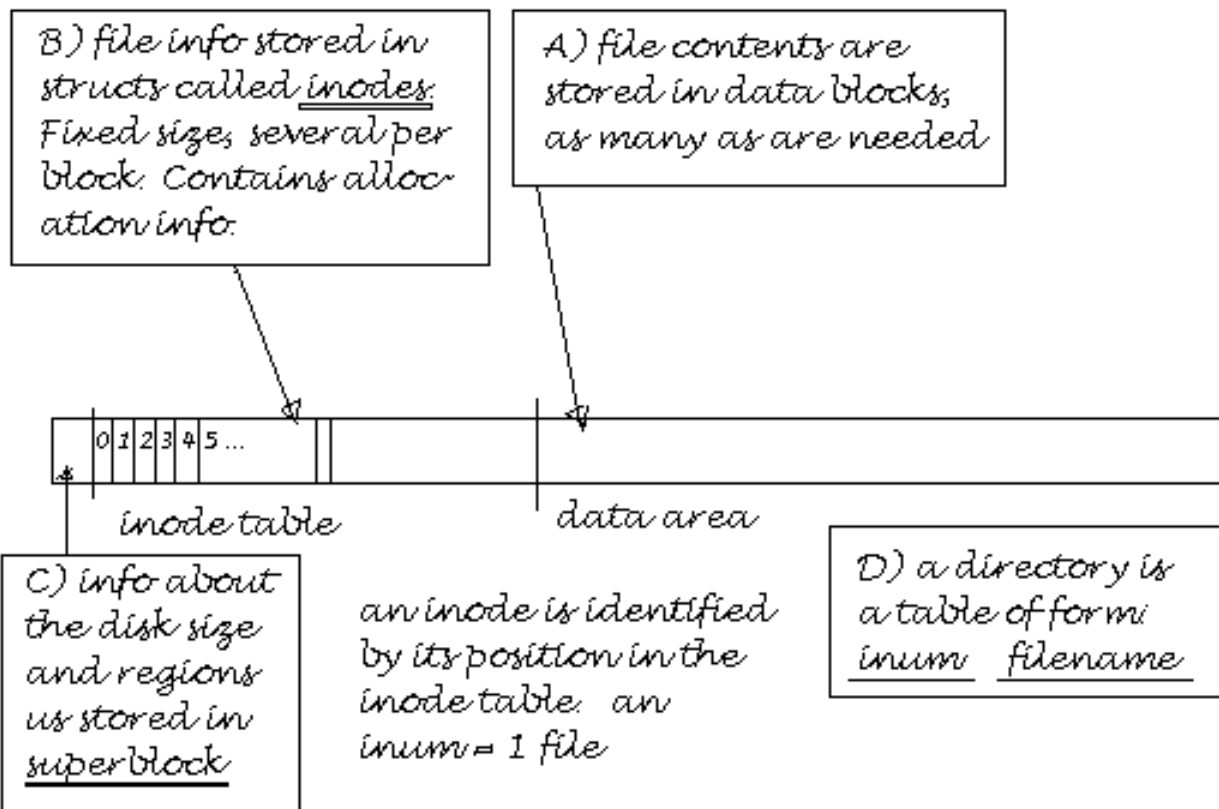 B) file info stored in
structs called inodes.
Fixed size, several per
block. Contains alloc-
ation info.
A) file contents are
stored in data blocks,
as many as are needed
0 1 2 3 4 5 ...
inode table
data area
C) info about
the disk size
and regions
us stored in
superblock
an inode is identified
by its position in the
inode table. an
inum = 1 file
D) a directory is
a table of form:
inum filename